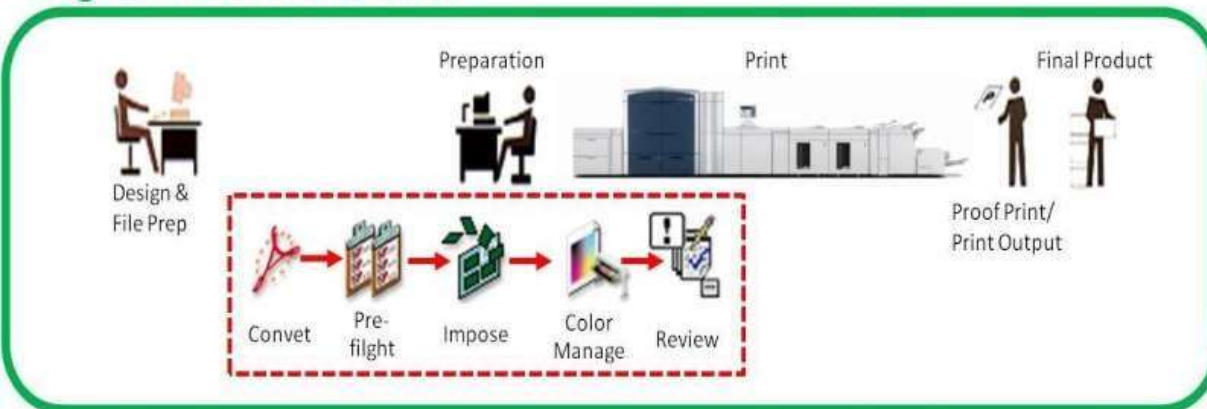 Preparation
Print
Final Product
Design &
File Prep
Proof Print/
Print Output
Convet
Pre-
filght
Impose
Color
Manage
Review